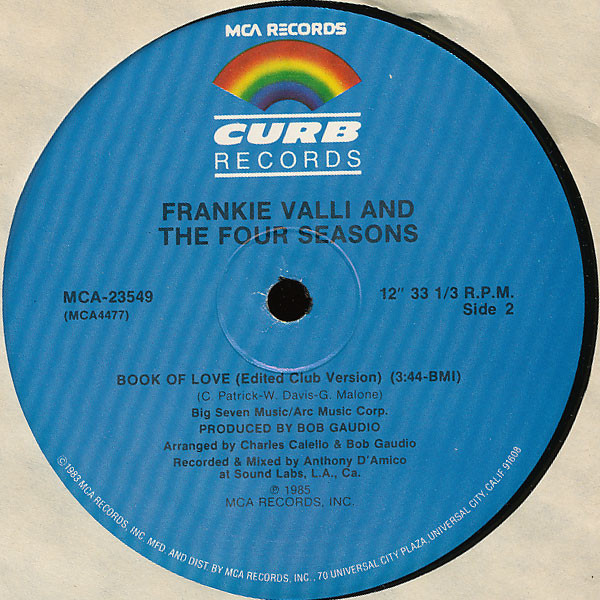 MCA RECORDS
CURB
RECORDS
FRANKIE VALLI AND
THE FOUR SEASONS
MCA-23549
(MCA4477)
12" 33 1/3 R.P.M.
Side 2
BOOK OF LOVE (Edited Club Version) (3:44-BMI)
(C. Patrick-W. Davis-G. Malone)
Big Seven Music/Arc Music Corp.
PRODUCED BY BOB GAUDIO
Arranged by Charles Calello & Bob Gaudio
Recorded & Mixed by Anthony D'Amico
at Sound Labs, L.A., Ca.
℗ 1985
MCA RECORDS, INC.
©1983 MCA RECORDS, INC. MFD. AND DIST. BY MCA RECORDS, INC., 70 UNIVERSAL CITY PLAZA, UNIVERSAL CITY, CALIF. 91608